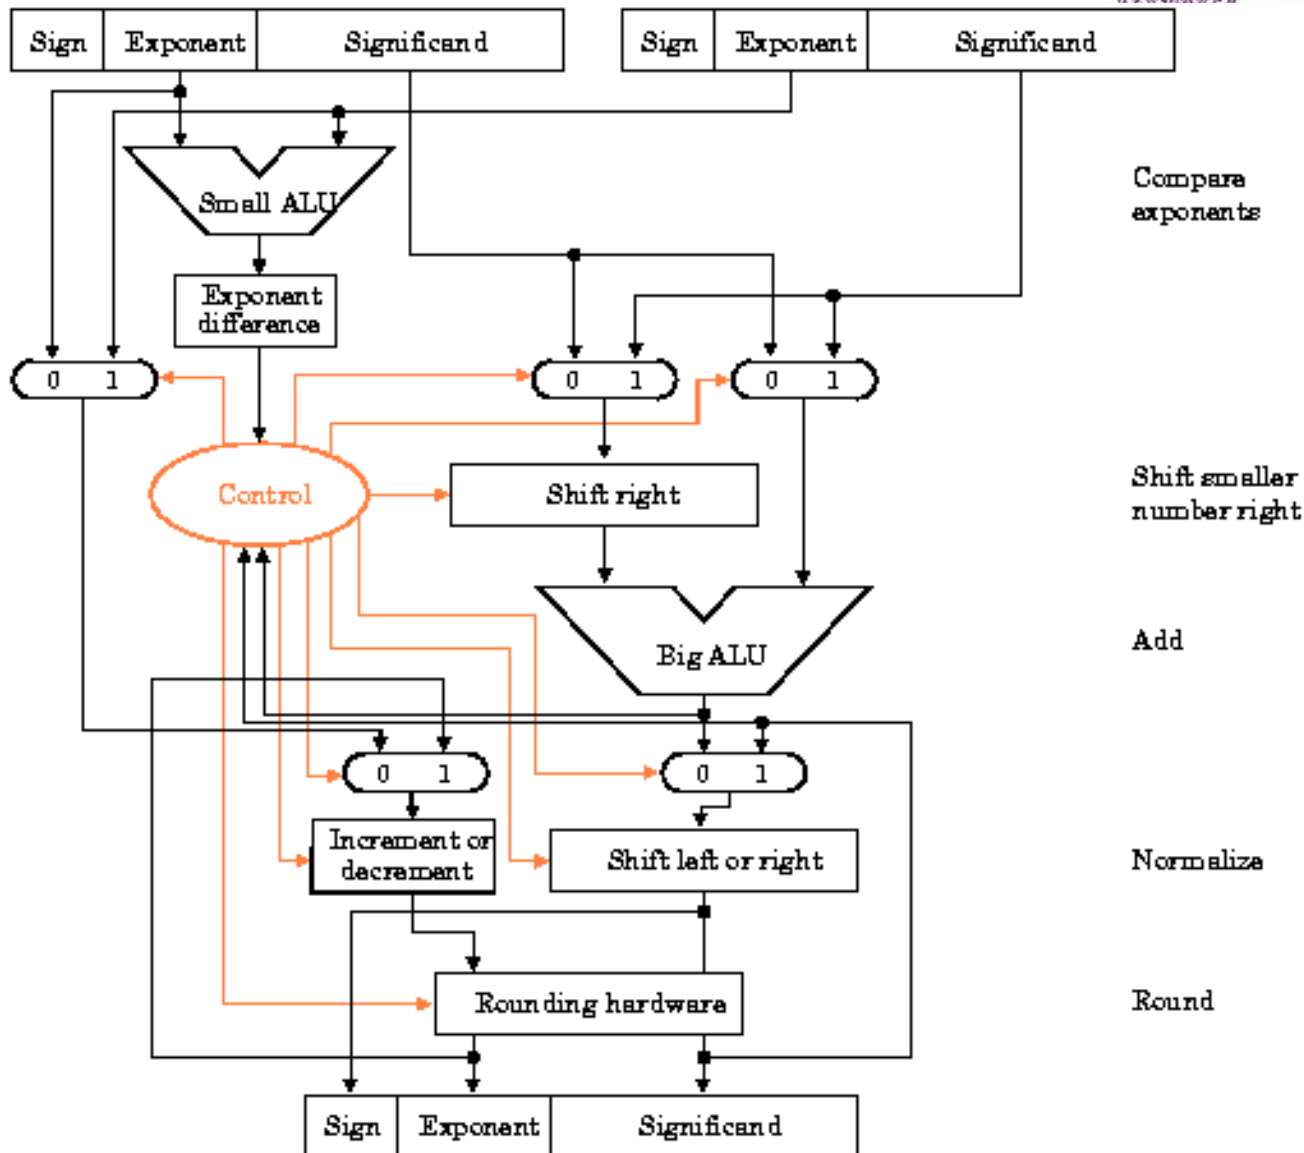 Sign Exponent Significand Sign Exponent Significand
Small ALU
Compare
exponents
Exponent
difference
0 1 0 1 0 1
Control
Shift right
Shift smaller
number right
Big ALU
Add
0 1 0 1
Increment or
decrement
Shift left or right
Normalize
Rounding hardware
Round
Sign Exponent Significand